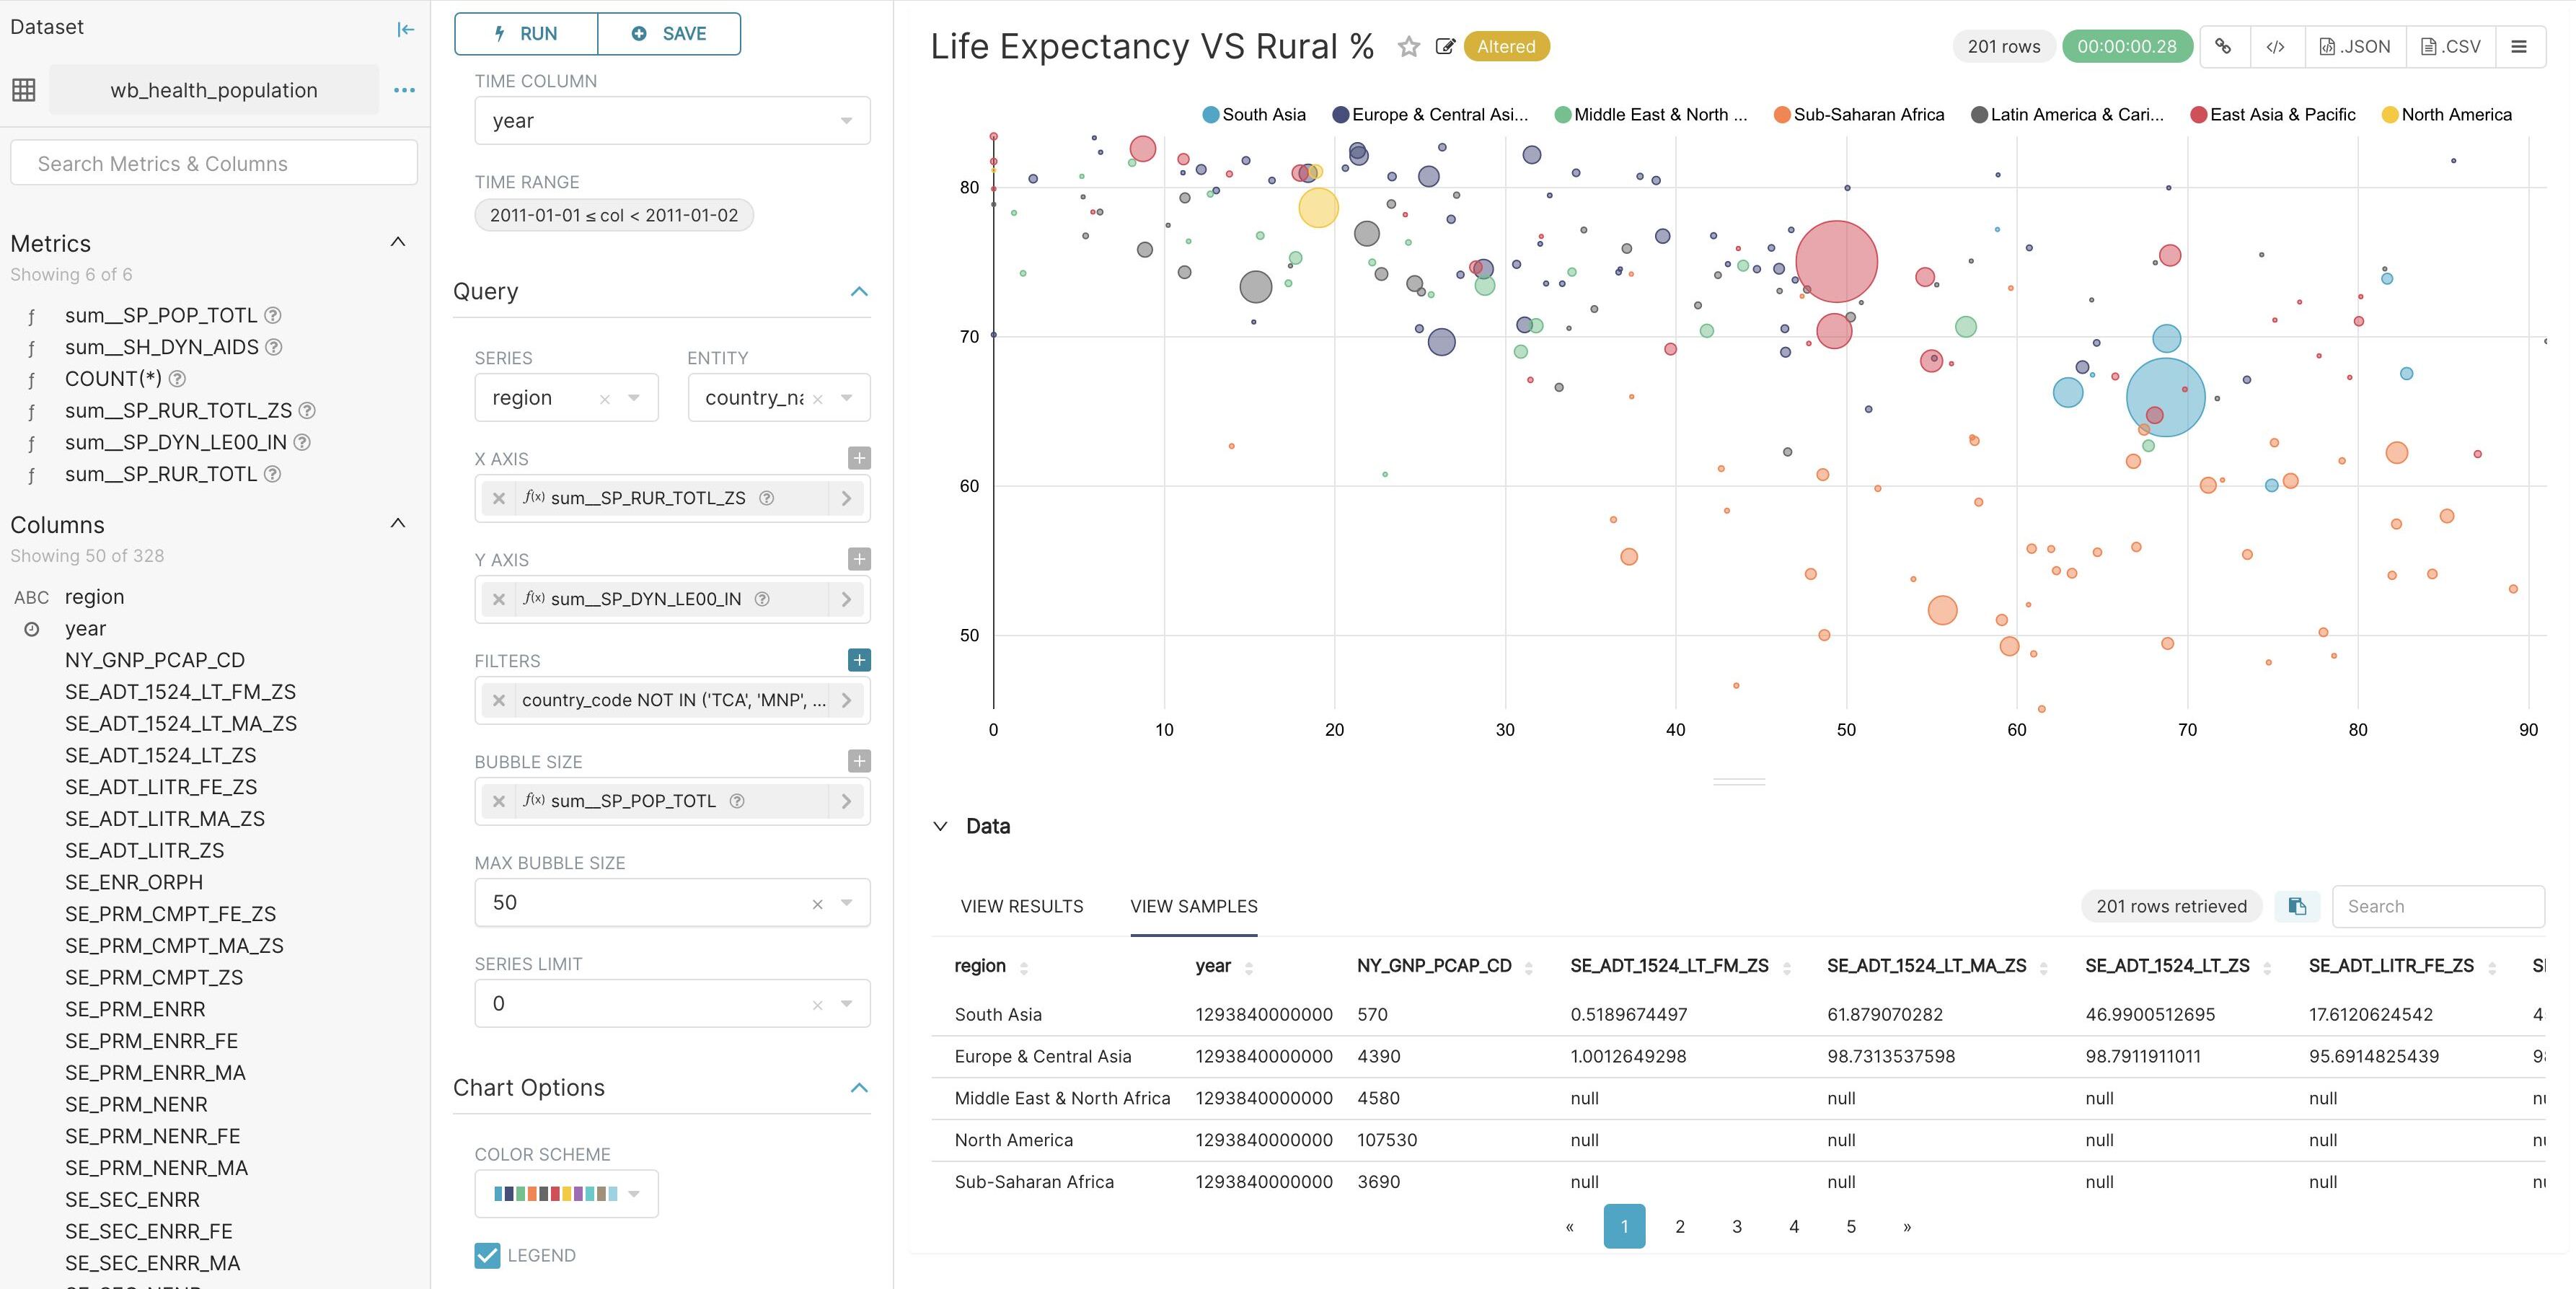 Dataset
wb_health_population
Search Metrics & Columns
Metrics
Showing 6 of 6
ƒ sum__SP_POP_TOTL
ƒ sum__SH_DYN_AIDS
ƒ COUNT(*)
ƒ sum__SP_RUR_TOTL_ZS
ƒ sum__SP_DYN_LE00_IN
ƒ sum__SP_RUR_TOTL
Columns
Showing 50 of 328
ABC region
year
NY_GNP_PCAP_CD
SE_ADT_1524_LT_FM_ZS
SE_ADT_1524_LT_MA_ZS
SE_ADT_1524_LT_ZS
SE_ADT_LITR_FE_ZS
SE_ADT_LITR_MA_ZS
SE_ADT_LITR_ZS
SE_ENR_ORPH
SE_PRM_CMPT_FE_ZS
SE_PRM_CMPT_MA_ZS
SE_PRM_CMPT_ZS
SE_PRM_ENRR
SE_PRM_ENRR_FE
SE_PRM_ENRR_MA
SE_PRM_NENR
SE_PRM_NENR_FE
SE_PRM_NENR_MA
SE_SEC_ENRR
SE_SEC_ENRR_FE
SE_SEC_ENRR_MA
RUN SAVE
TIME COLUMN
year
TIME RANGE
2011-01-01 ≤ col < 2011-01-02
Query
SERIES ENTITY
region country_na
X AXIS
f(x) sum__SP_RUR_TOTL_ZS
Y AXIS
f(x) sum__SP_DYN_LE00_IN
FILTERS
country_code NOT IN ('TCA', 'MNP', ...
BUBBLE SIZE
f(x) sum__SP_POP_TOTL
MAX BUBBLE SIZE
50
SERIES LIMIT
0
Chart Options
COLOR SCHEME
LEGEND
Life Expectancy VS Rural % Altered
201 rows 00:00:00.28 </> .JSON .CSV
South Asia Europe & Central Asi... Middle East & North ... Sub-Saharan Africa Latin America & Cari... East Asia & Pacific North America
80
70
60
50
0 10 20 30 40 50 60 70 80 90
Data
VIEW RESULTS VIEW SAMPLES 201 rows retrieved Search
region year NY_GNP_PCAP_CD SE_ADT_1524_LT_FM_ZS SE_ADT_1524_LT_MA_ZS SE_ADT_1524_LT_ZS SE_ADT_LITR_FE_ZS
South Asia 1293840000000 570 0.5189674497 61.879070282 46.9900512695 17.6120624542 4
Europe & Central Asia 1293840000000 4390 1.0012649298 98.7313537598 98.7911911011 95.6914825439
Middle East & North Africa 1293840000000 4580 null null null null
North America 1293840000000 107530 null null null null
Sub-Saharan Africa 1293840000000 3690 null null null null
« 1 2 3 4 5 »